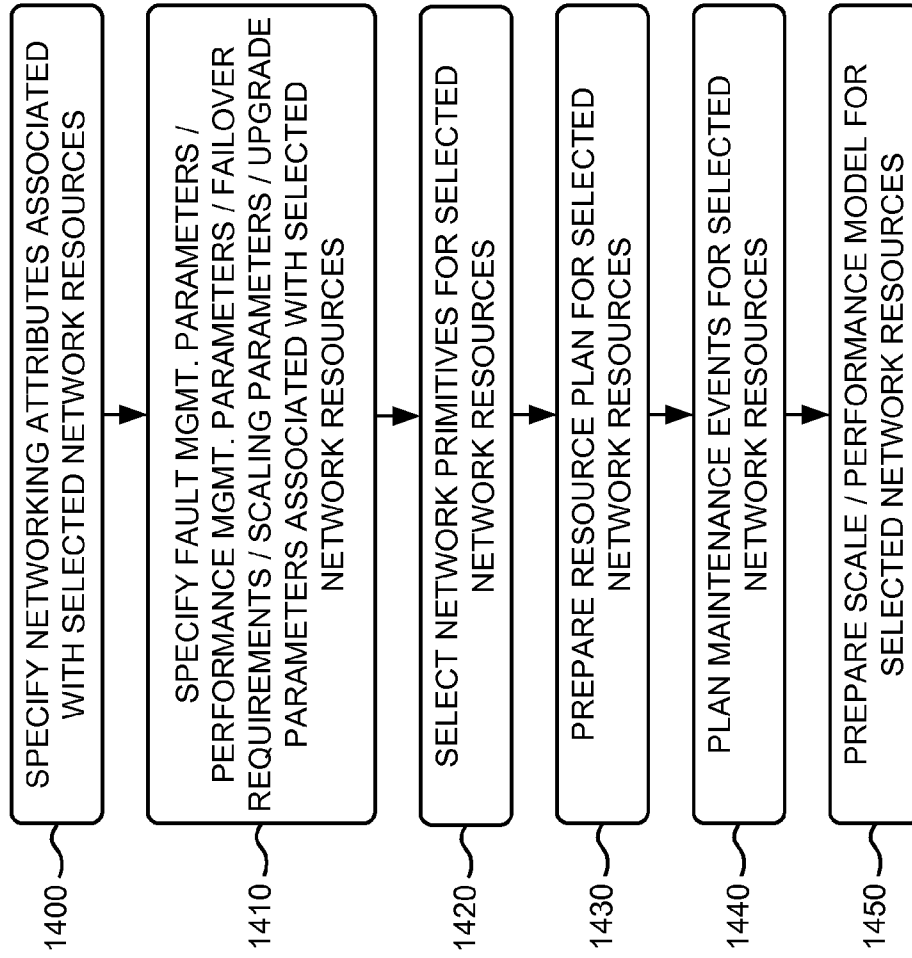 1400
SPECIFY NETWORKING ATTRIBUTES ASSOCIATED
WITH SELECTED NETWORK RESOURCES
1410
SPECIFY FAULT MGMT. PARAMETERS /
PERFORMANCE MGMT. PARAMETERS / FAILOVER
REQUIREMENTS / SCALING PARAMETERS / UPGRADE
PARAMETERS ASSOCIATED WITH SELECTED
NETWORK RESOURCES
1420
SELECT NETWORK PRIMITIVES FOR SELECTED
NETWORK RESOURCES
1430
PREPARE RESOURCE PLAN FOR SELECTED
NETWORK RESOURCES
1440
PLAN MAINTENANCE EVENTS FOR SELECTED
NETWORK RESOURCES
1450
PREPARE SCALE / PERFORMANCE MODEL FOR
SELECTED NETWORK RESOURCES